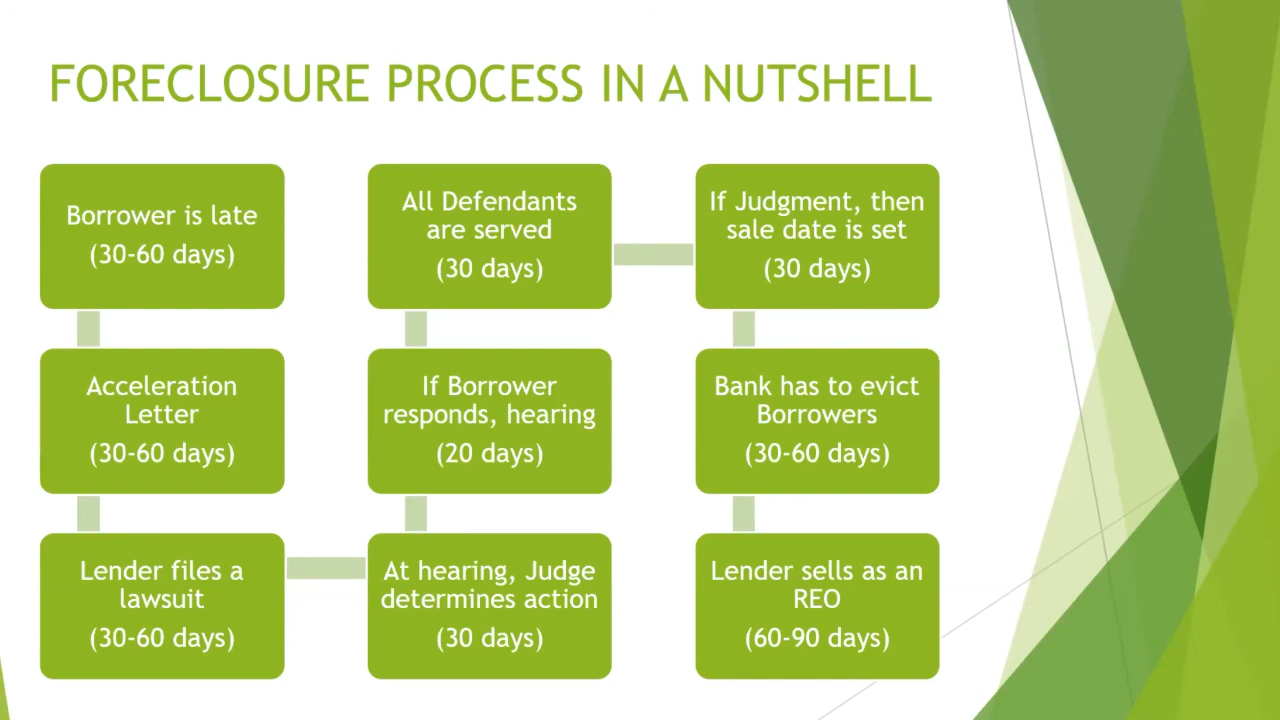 FORECLOSURE PROCESS IN A NUTSHELL
Borrower is late
(30-60 days)
Acceleration
Letter
(30-60 days)
Lender files a
lawsuit
(30-60 days)
All Defendants
are served
(30 days)
If Borrower
responds, hearing
(20 days)
At hearing, Judge
determines action
(30 days)
If Judgment, then
sale date is set
(30 days)
Bank has to evict
Borrowers
(30-60 days)
Lender sells as an
REO
(60-90 days)